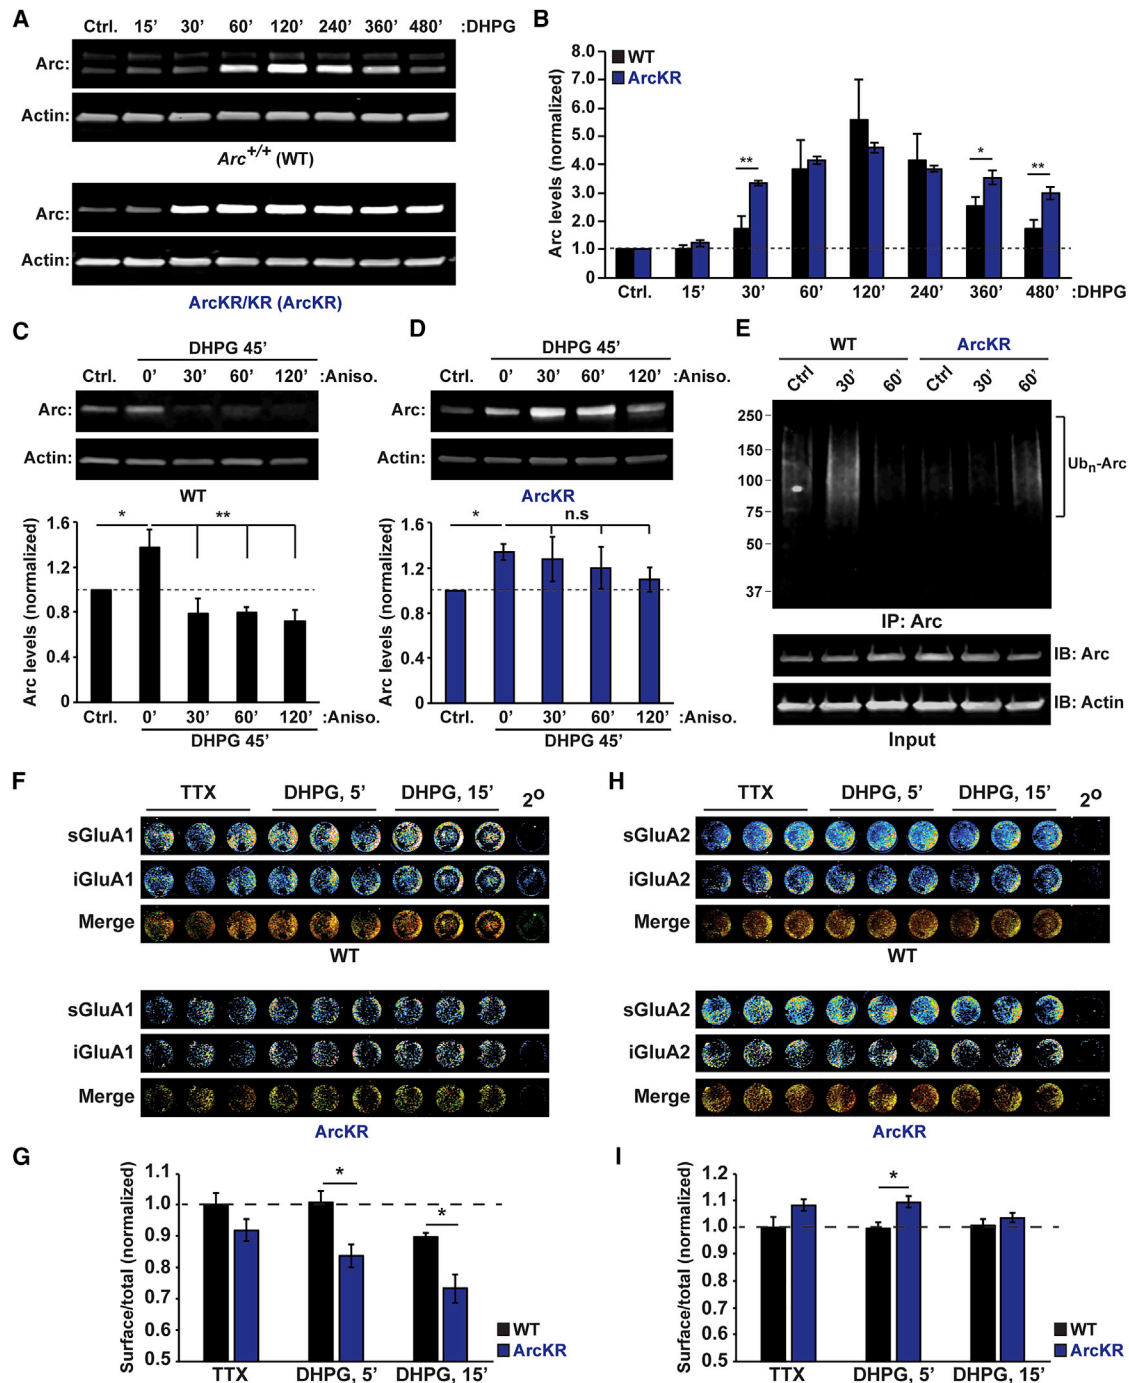 A
Ctrl. 15’ 30’ 60’ 120’ 240’ 360’ 480’ :DHPG
Arc:
Actin:
Arc+/+ (WT)
Arc:
Actin:
ArcKR/KR (ArcKR)
B
Arc levels (normalized)
8.0
7.0
6.0
5.0
4.0
3.0
2.0
1.0
0
WT
ArcKR
**
*
**
Ctrl. 15’ 30’ 60’ 120’ 240’ 360’ 480’ :DHPG
C
DHPG 45’
Ctrl. 0’ 30’ 60’ 120’ :Aniso.
Arc:
Actin:
WT
Arc levels (normalized)
1.6
1.2
0.8
0.4
0
*
**
Ctrl. 0’ 30’ 60’ 120’ :Aniso.
DHPG 45’
D
DHPG 45’
Ctrl. 0’ 30’ 60’ 120’ :Aniso.
Arc:
Actin:
ArcKR
Arc levels (normalized)
1.6
1.2
0.8
0.4
0
*
n.s
Ctrl. 0’ 30’ 60’ 120’ :Aniso.
DHPG 45’
E
WT ArcKR
Ctrl 30’ 60’ Ctrl 30’ 60’
250
150
100
75
50
37
Ubn-Arc
IP: Arc
IB: Arc
IB: Actin
Input
F
TTX DHPG, 5’ DHPG, 15’ 2º
sGluA1
iGluA1
Merge
WT
sGluA1
iGluA1
Merge
ArcKR
G
Surface/total (normalized)
1.1
1.0
0.9
0.8
0.7
0.6
0.5
*
*
WT
ArcKR
TTX DHPG, 5’ DHPG, 15’
H
TTX DHPG, 5’ DHPG, 15’ 2º
sGluA2
iGluA2
Merge
WT
sGluA2
iGluA2
Merge
ArcKR
I
Surface/total (normalized)
1.2
1.1
1.0
0.9
0.8
0.7
0.6
0.5
*
WT
ArcKR
TTX DHPG, 5’ DHPG, 15’